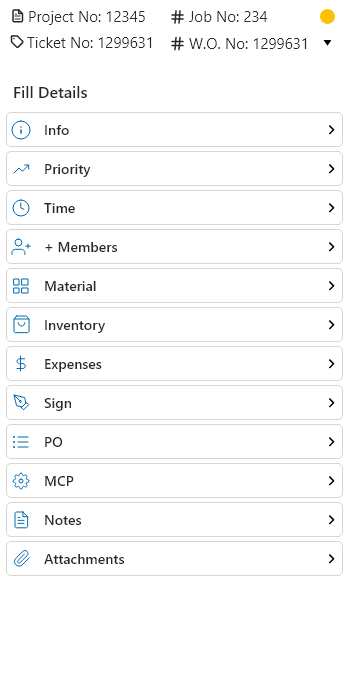 Project No: 12345 # Job No: 234
Ticket No: 1299631 # W.O. No: 1299631
Fill Details
Info
Priority
Time
+ Members
Material
Inventory
Expenses
Sign
PO
MCP
Notes
Attachments